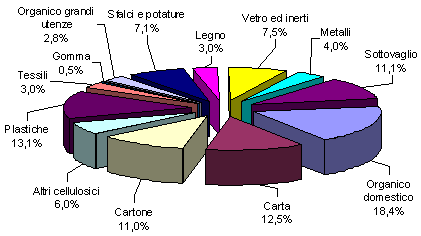 Organico grandi
utenze
2,8%
Sfalci e potature
7,1%
Legno
3,0%
Vetro ed inerti
7,5%
Metalli
4,0%
Sottovaglio
11,1%
Gomma
0,5%
Tessili
3,0%
Plastiche
13,1%
Altri cellulosici
6,0%
Cartone
11,0%
Carta
12,5%
Organico
domestico
18,4%